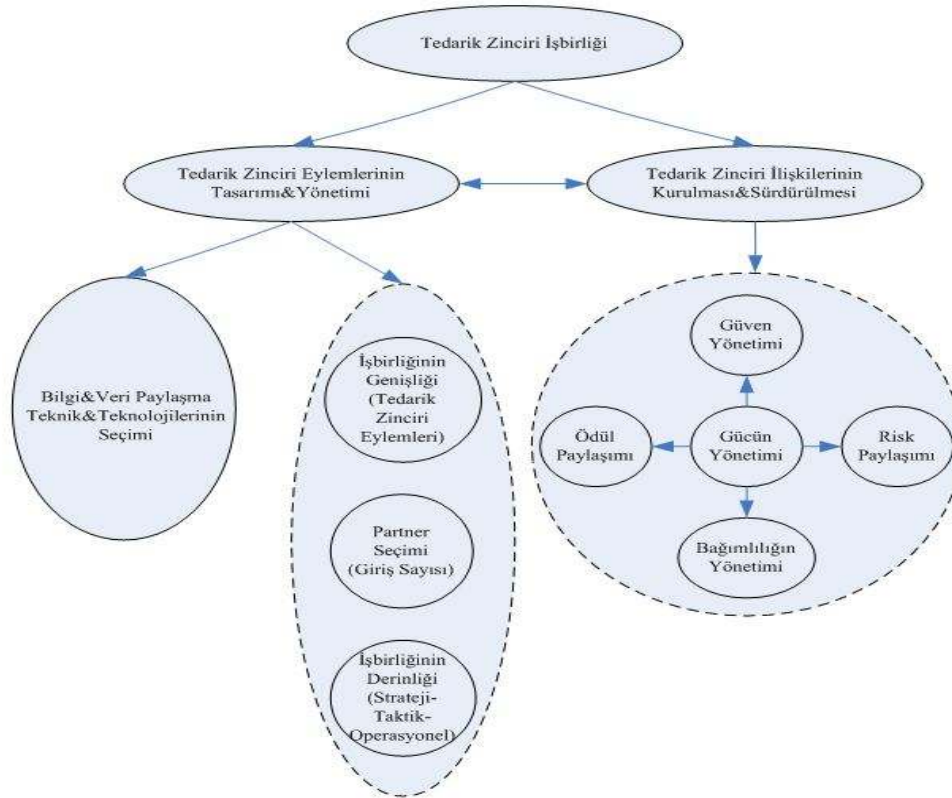 Tedarik Zinciri İşbirliği
Tedarik Zinciri Eylemlerinin
Tasarımı&Yönetimi
Tedarik Zinciri İlişkilerinin
Kurulması&Sürdürülmesi
Bilgi&Veri Paylaşma
Teknik&Teknolojilerinin
Seçimi
İşbirliğinin
Genişliği
(Tedarik
Zinciri
Eylemleri)
Partner
Seçimi
(Giriş Sayısı)
İşbirliğinin
Derinliği
(Strateji-
Taktik-
Operasyonel)
Güven
Yönetimi
Ödül
Paylaşımı
Gücün
Yönetimi
Risk
Paylaşımı
Bağımlılığın
Yönetimi